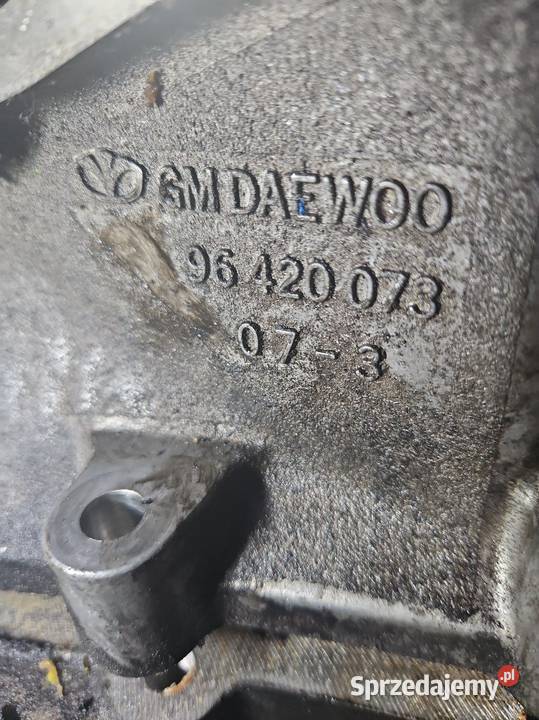 GM DAEWOO
96 420 073
07-3
Sprzedajemy.pl